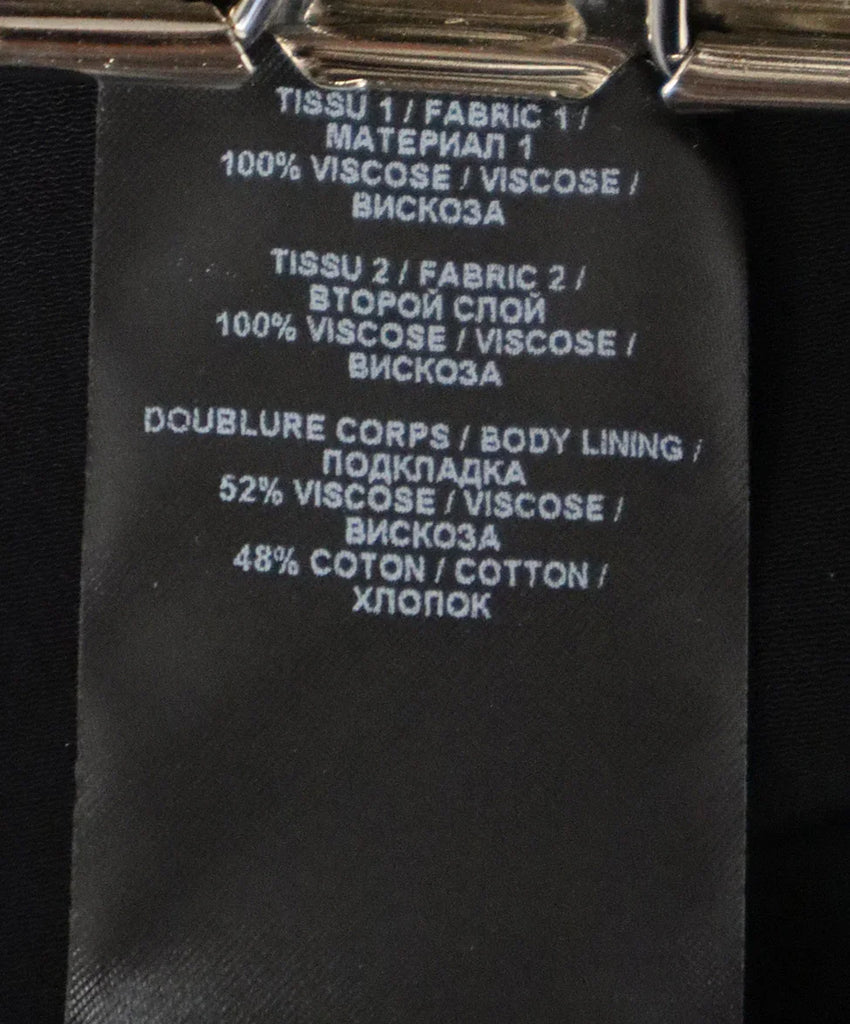 TISSU 1 / FABRIC 1 /
МАТЕРИАЛ 1
100% VISCOSE / VISCOSE /
ВИСКОЗА
TISSU 2 / FABRIC 2 /
ВТОРОЙ СЛОЙ
100% VISCOSE / VISCOSE /
ВИСКОЗА
DOUBLURE CORPS / BODY LINING /
ПОДКЛАДКА
52% VISCOSE / VISCOSE /
ВИСКОЗА
48% COTON / COTTON /
ХЛОПОК